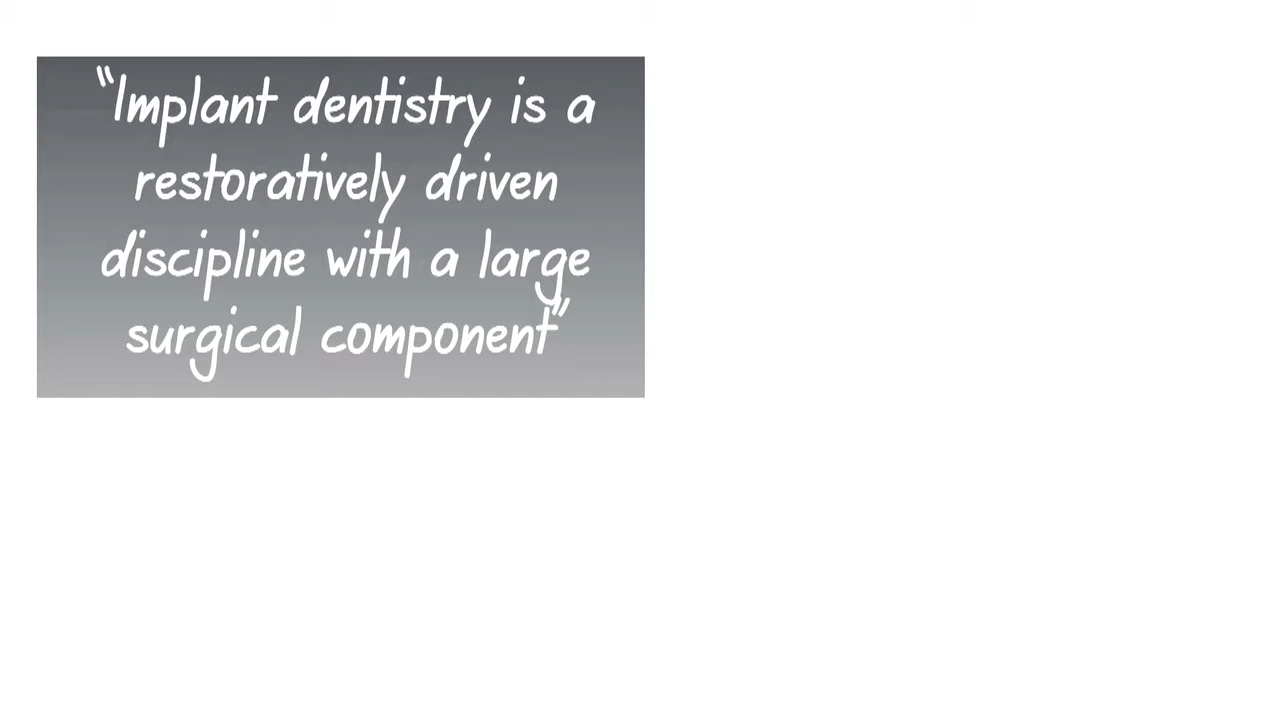 “Implant dentistry is a
restoratively driven
discipline with a large
surgical component”